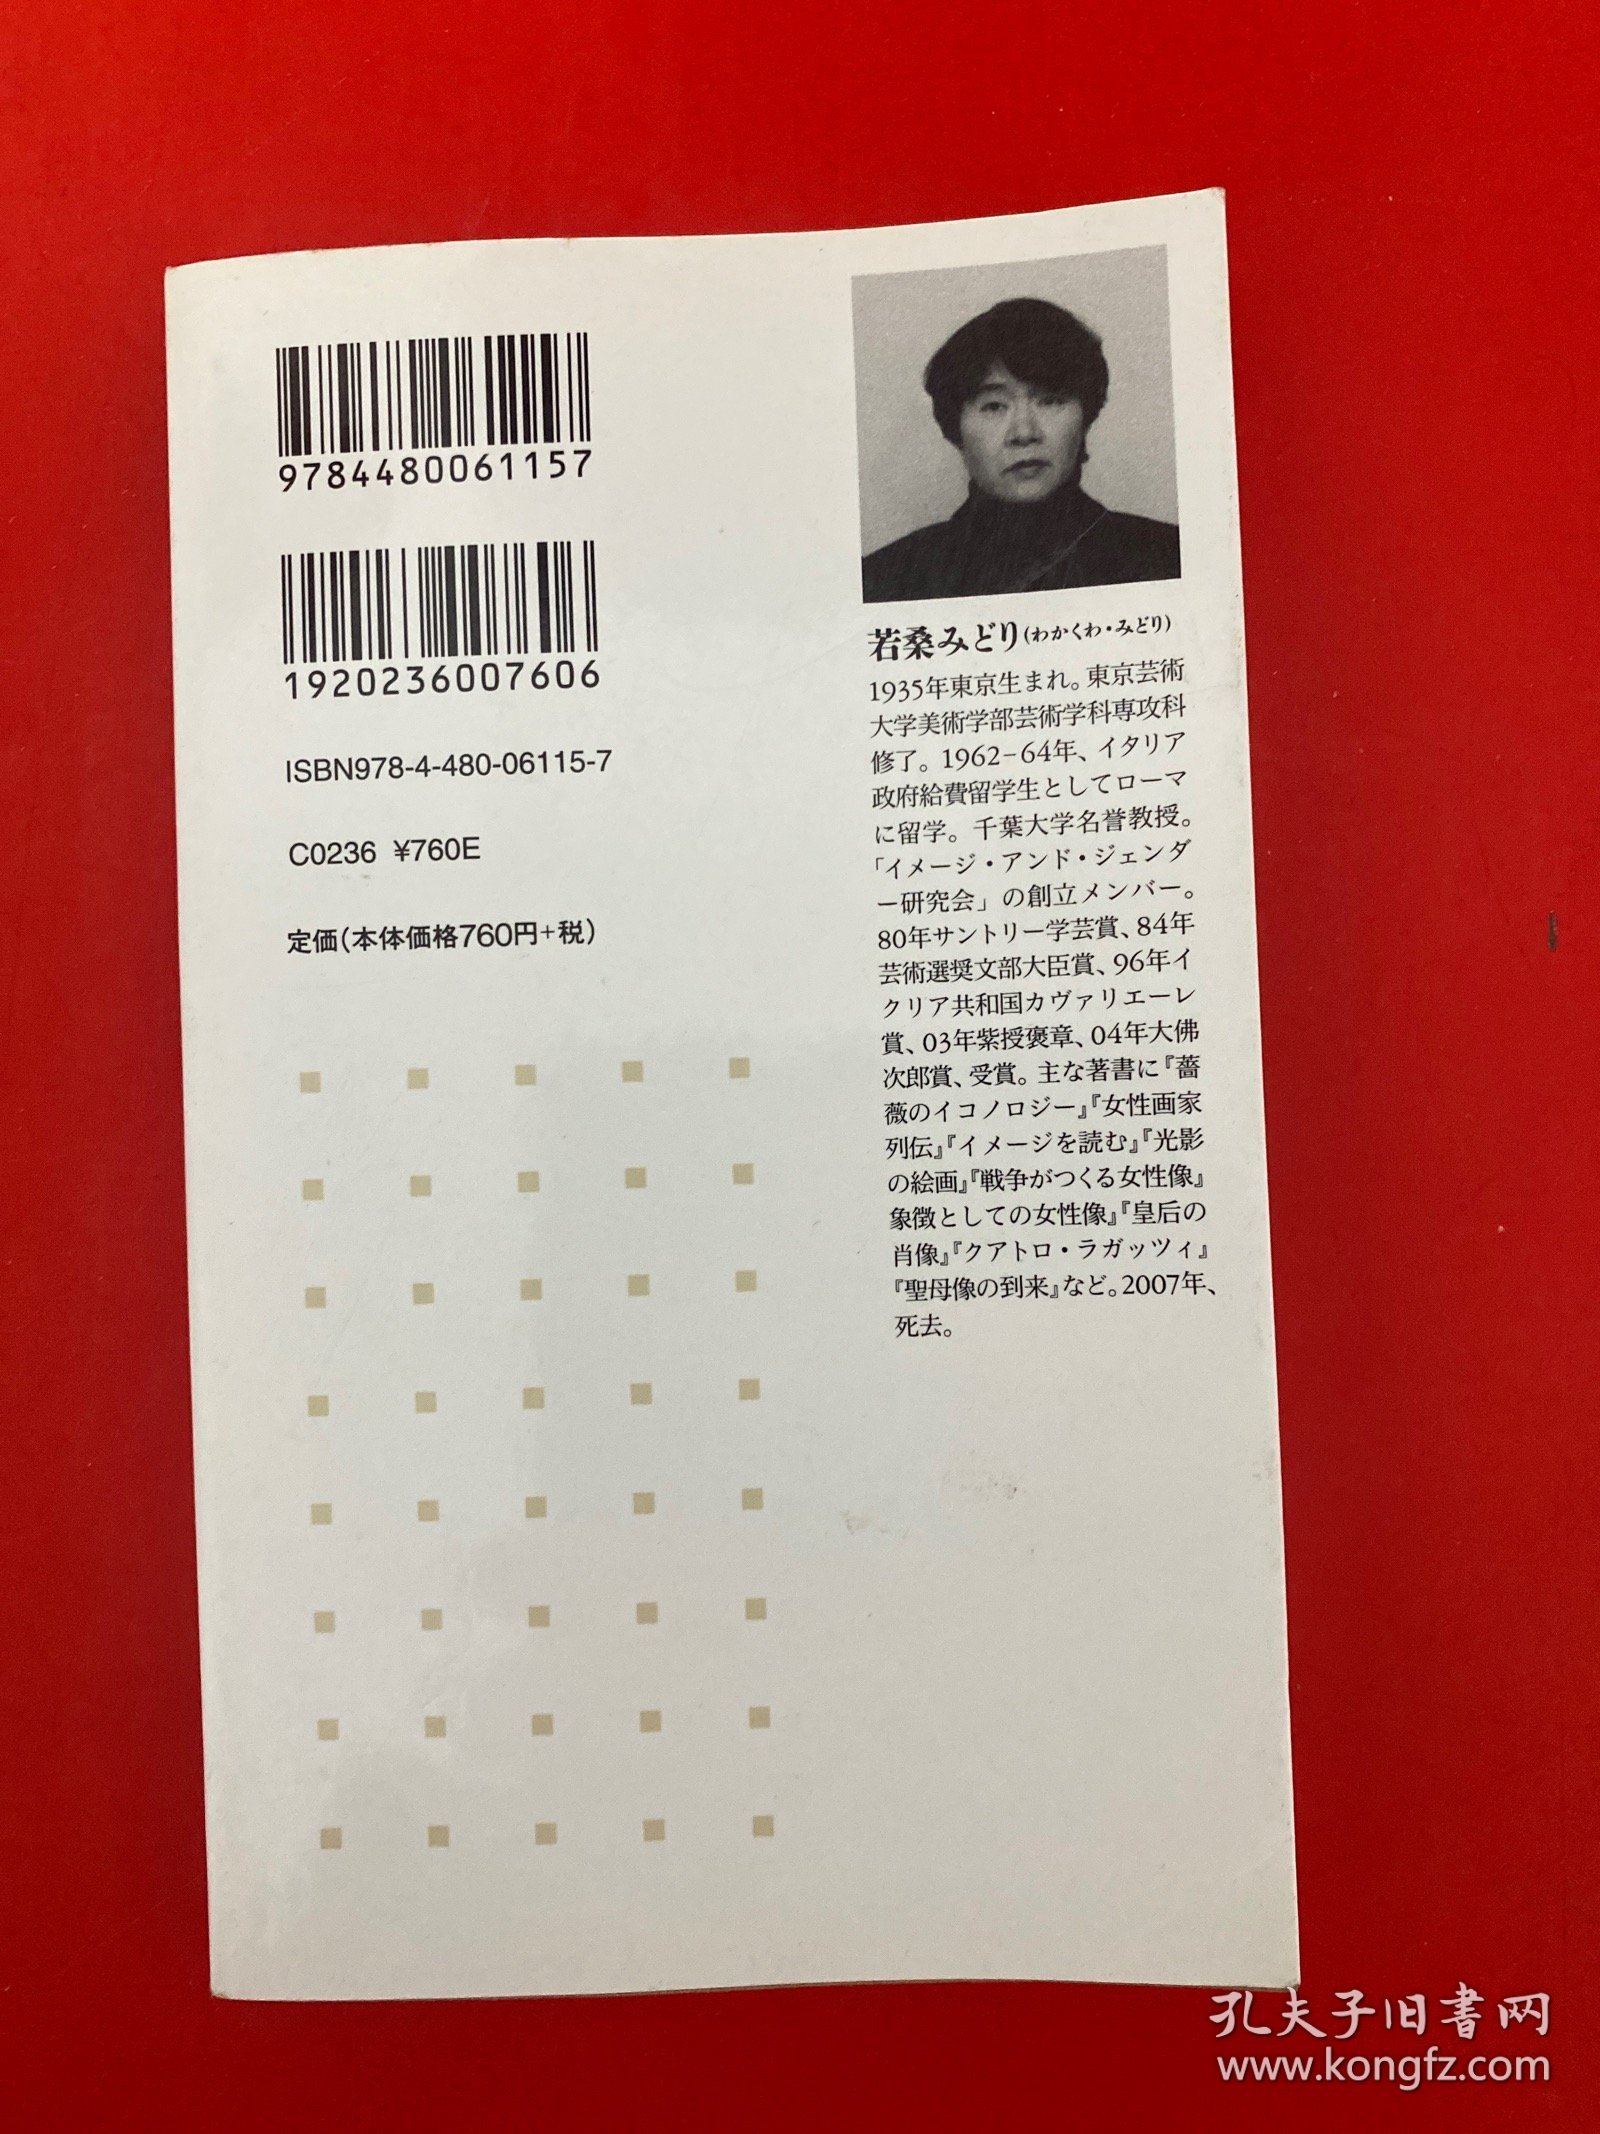 9784480061157
1920236007606
ISBN978-4-480-06115-7
C0236 ¥760E
定価(本体価格760円+税)
若桑みどり(わかくわ・みどり)
1935年東京生まれ。東京芸術
大学美術学部芸術学科専攻科
修了。1962-64年、イタリア
政府給費留学生としてローマ
に留学。千葉大学名誉教授。
「イメージ・アンド・ジェンダ
ー研究会」の創立メンバー。
80年サントリー学芸賞、84年
芸術選奨文部大臣賞、96年イ
タリア共和国カヴァリエーレ
賞、03年紫授褒章、04年大佛
次郎賞、受賞。主な著書に『薔
薇のイコノロジー』『女性画家
列伝』『イメージを読む』『光影
の絵画』『戦争がつくる女性像』
象徴としての女性像』『皇后の
肖像』『クアトロ・ラガッツィ』
『聖母像の到来』など。2007年、
死去。
孔夫子旧書网
www.kongfz.com